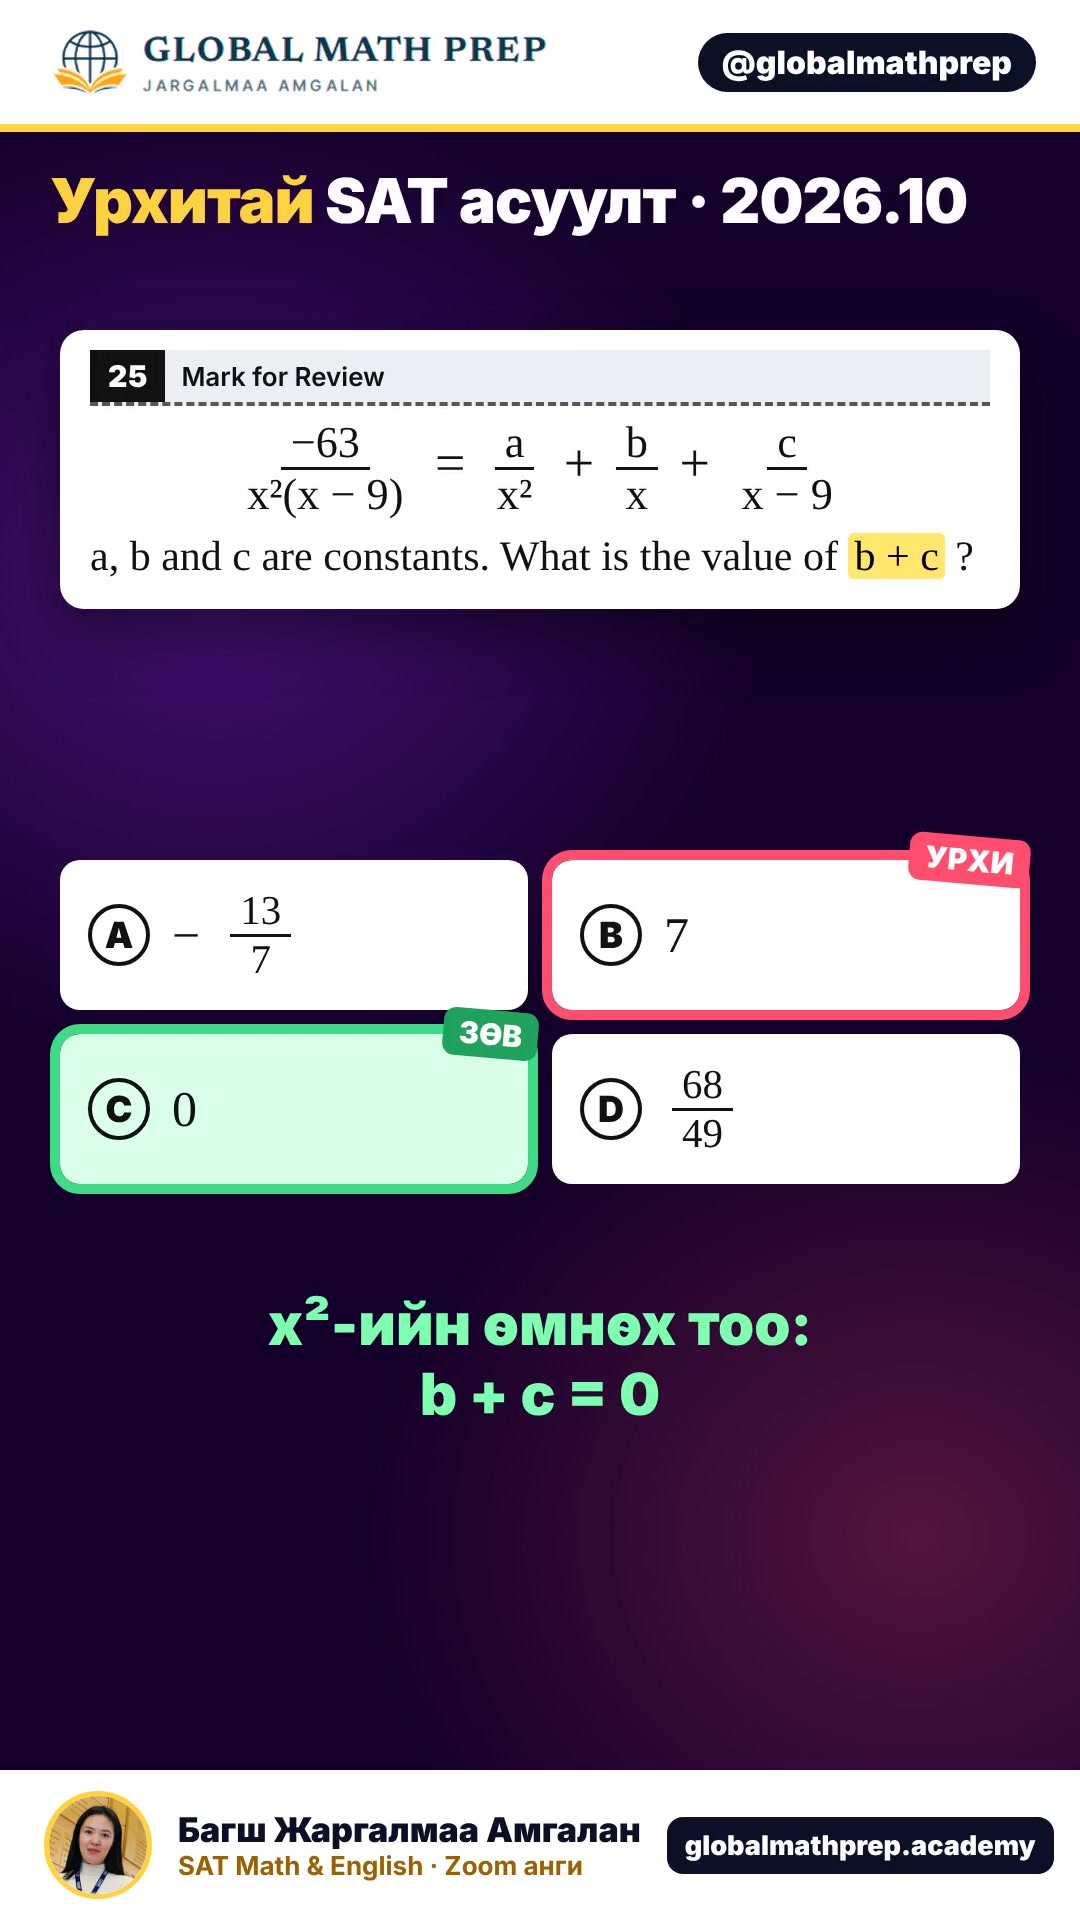 GLOBAL MATH PREP
JARGALMAA AMGALAN
@globalmathprep
Урхитай SAT асуулт · 2026.10
25 Mark for Review
−63 / x²(x − 9) = a / x² + b / x + c / x − 9
a, b and c are constants. What is the value of b + c ?
A − 13 / 7
УРХИ
B 7
ЗӨВ
C 0
D 68 / 49
x²-ийн өмнөх тоо:
b + c = 0
Багш Жаргалмаа Амгалан
SAT Math & English · Zoom анги
globalmathprep.academy